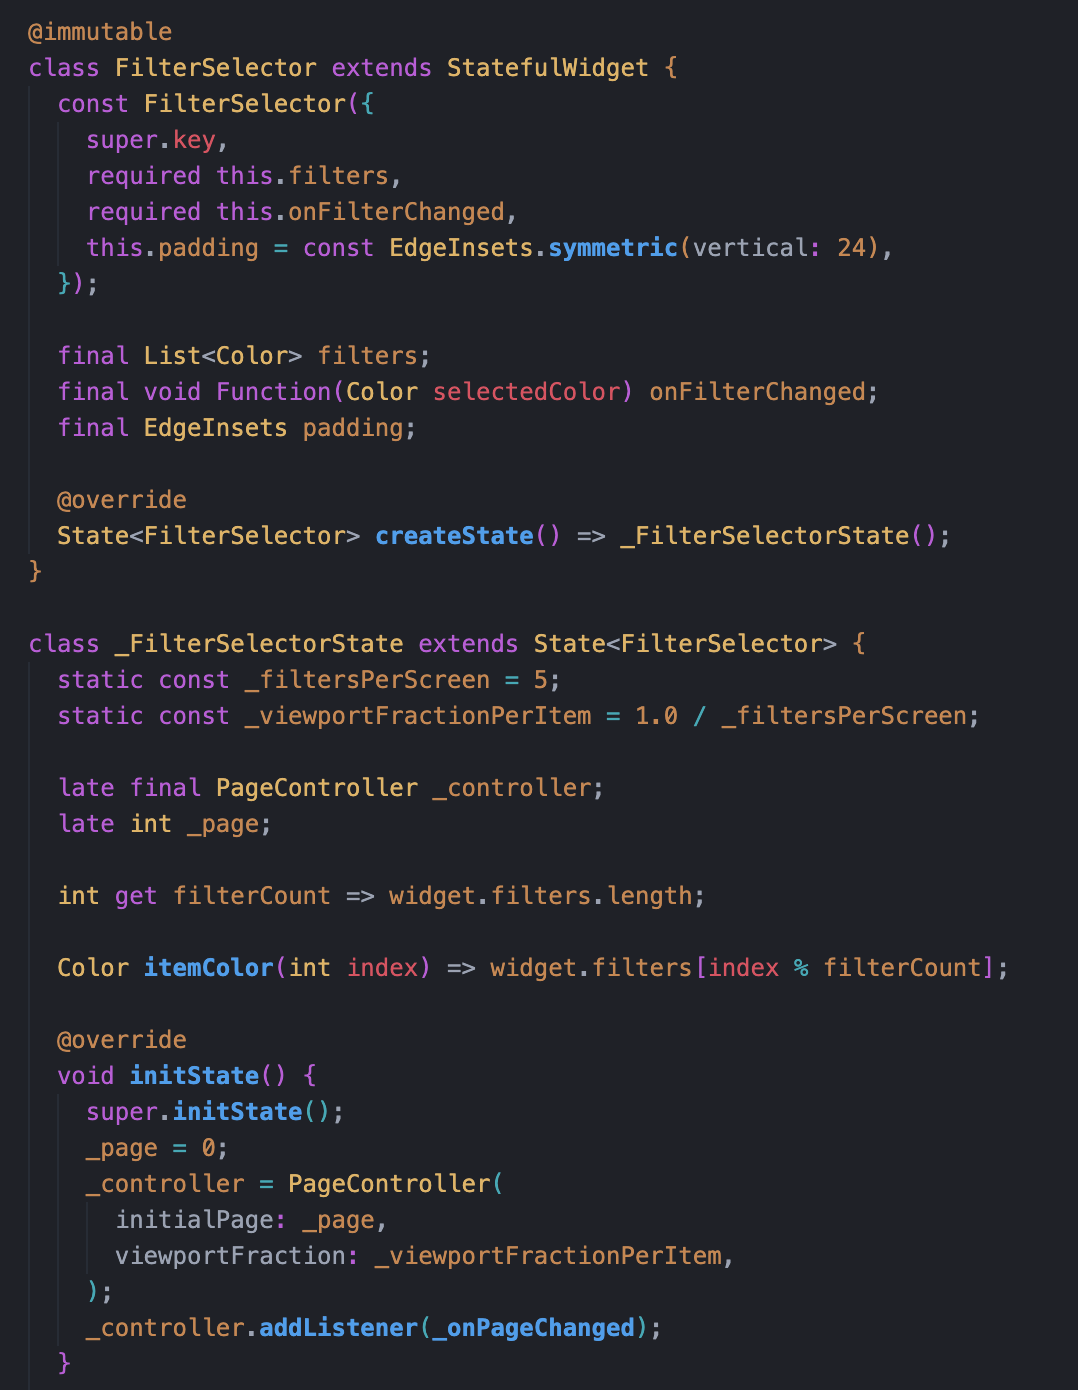 @immutable
class FilterSelector extends StatefulWidget {
  const FilterSelector({
    super.key,
    required this.filters,
    required this.onFilterChanged,
    this.padding = const EdgeInsets.symmetric(vertical: 24),
  });

  final List<Color> filters;
  final void Function(Color selectedColor) onFilterChanged;
  final EdgeInsets padding;

  @override
  State<FilterSelector> createState() => _FilterSelectorState();
}

class _FilterSelectorState extends State<FilterSelector> {
  static const _filtersPerScreen = 5;
  static const _viewportFractionPerItem = 1.0 / _filtersPerScreen;

  late final PageController _controller;
  late int _page;

  int get filterCount => widget.filters.length;

  Color itemColor(int index) => widget.filters[index % filterCount];

  @override
  void initState() {
    super.initState();
    _page = 0;
    _controller = PageController(
      initialPage: _page,
      viewportFraction: _viewportFractionPerItem,
    );
    _controller.addListener(_onPageChanged);
  }